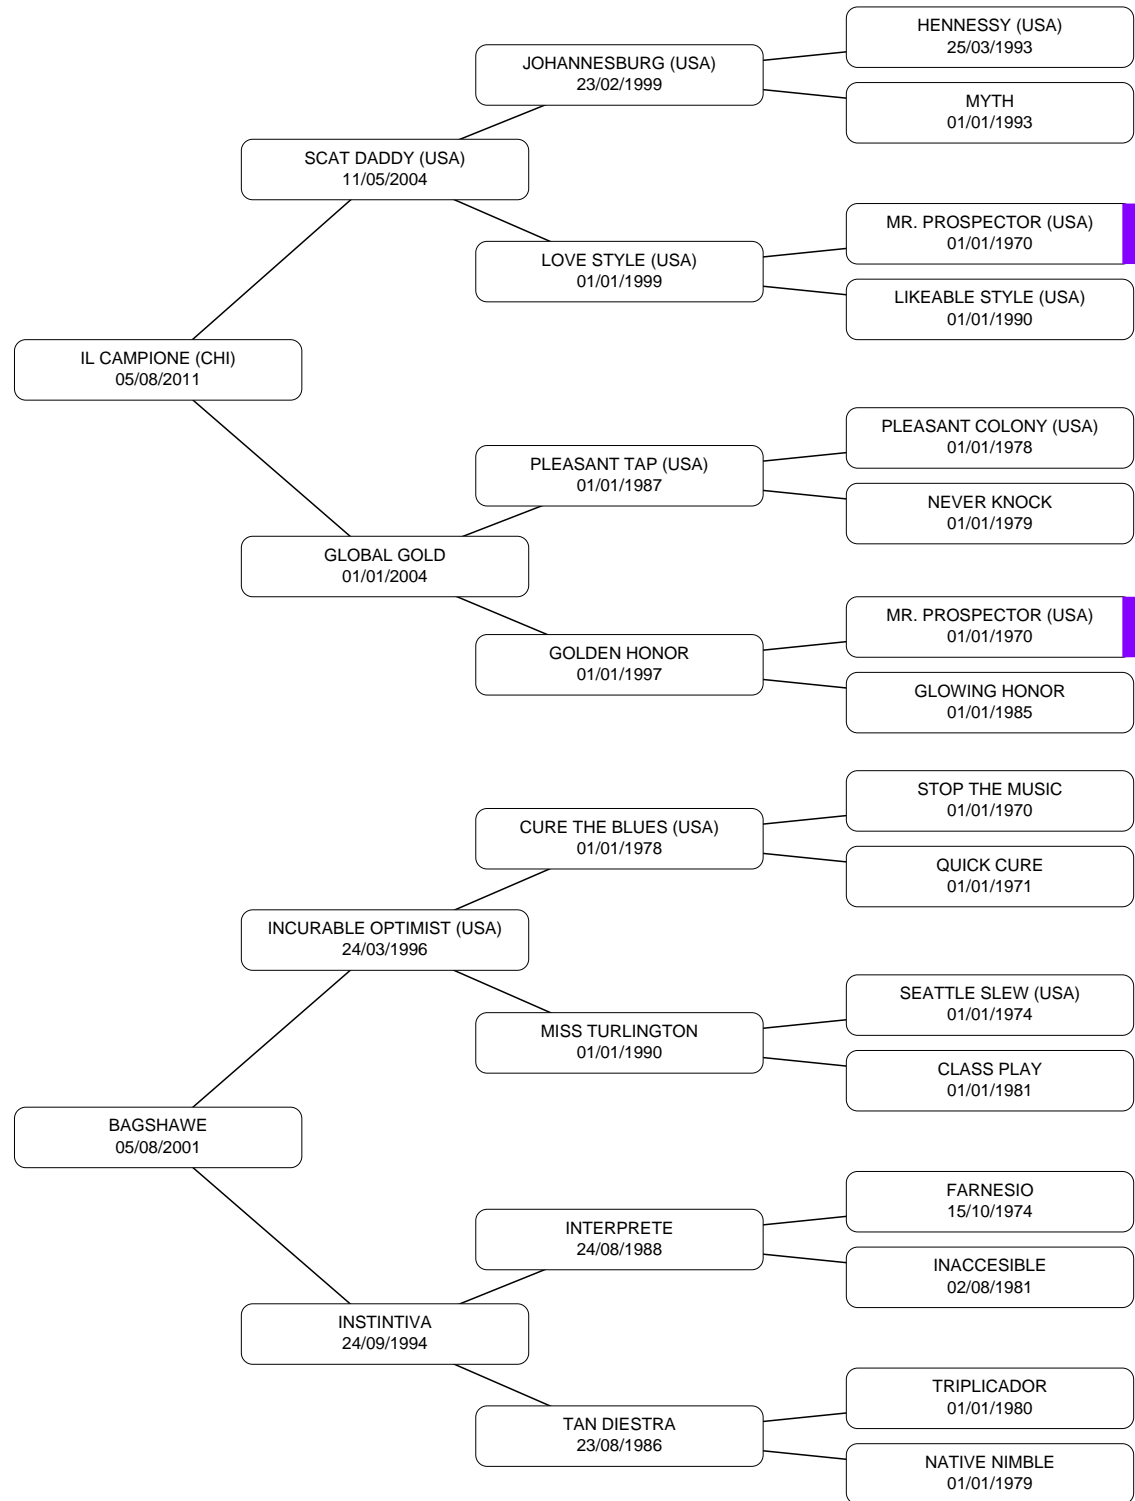 HENNESSY (USA)
25/03/1993
JOHANNESBURG (USA)
23/02/1999
MYTH
01/01/1993
SCAT DADDY (USA)
11/05/2004
MR. PROSPECTOR (USA)
01/01/1970
LOVE STYLE (USA)
01/01/1999
LIKEABLE STYLE (USA)
01/01/1990
IL CAMPIONE (CHI)
05/08/2011
PLEASANT COLONY (USA)
01/01/1978
PLEASANT TAP (USA)
01/01/1987
NEVER KNOCK
01/01/1979
GLOBAL GOLD
01/01/2004
MR. PROSPECTOR (USA)
01/01/1970
GOLDEN HONOR
01/01/1997
GLOWING HONOR
01/01/1985
STOP THE MUSIC
01/01/1970
CURE THE BLUES (USA)
01/01/1978
QUICK CURE
01/01/1971
INCURABLE OPTIMIST (USA)
24/03/1996
SEATTLE SLEW (USA)
01/01/1974
MISS TURLINGTON
01/01/1990
CLASS PLAY
01/01/1981
BAGSHAWE
05/08/2001
FARNESIO
15/10/1974
INTERPRETE
24/08/1988
INACCESIBLE
02/08/1981
INSTINTIVA
24/09/1994
TRIPLICADOR
01/01/1980
TAN DIESTRA
23/08/1986
NATIVE NIMBLE
01/01/1979